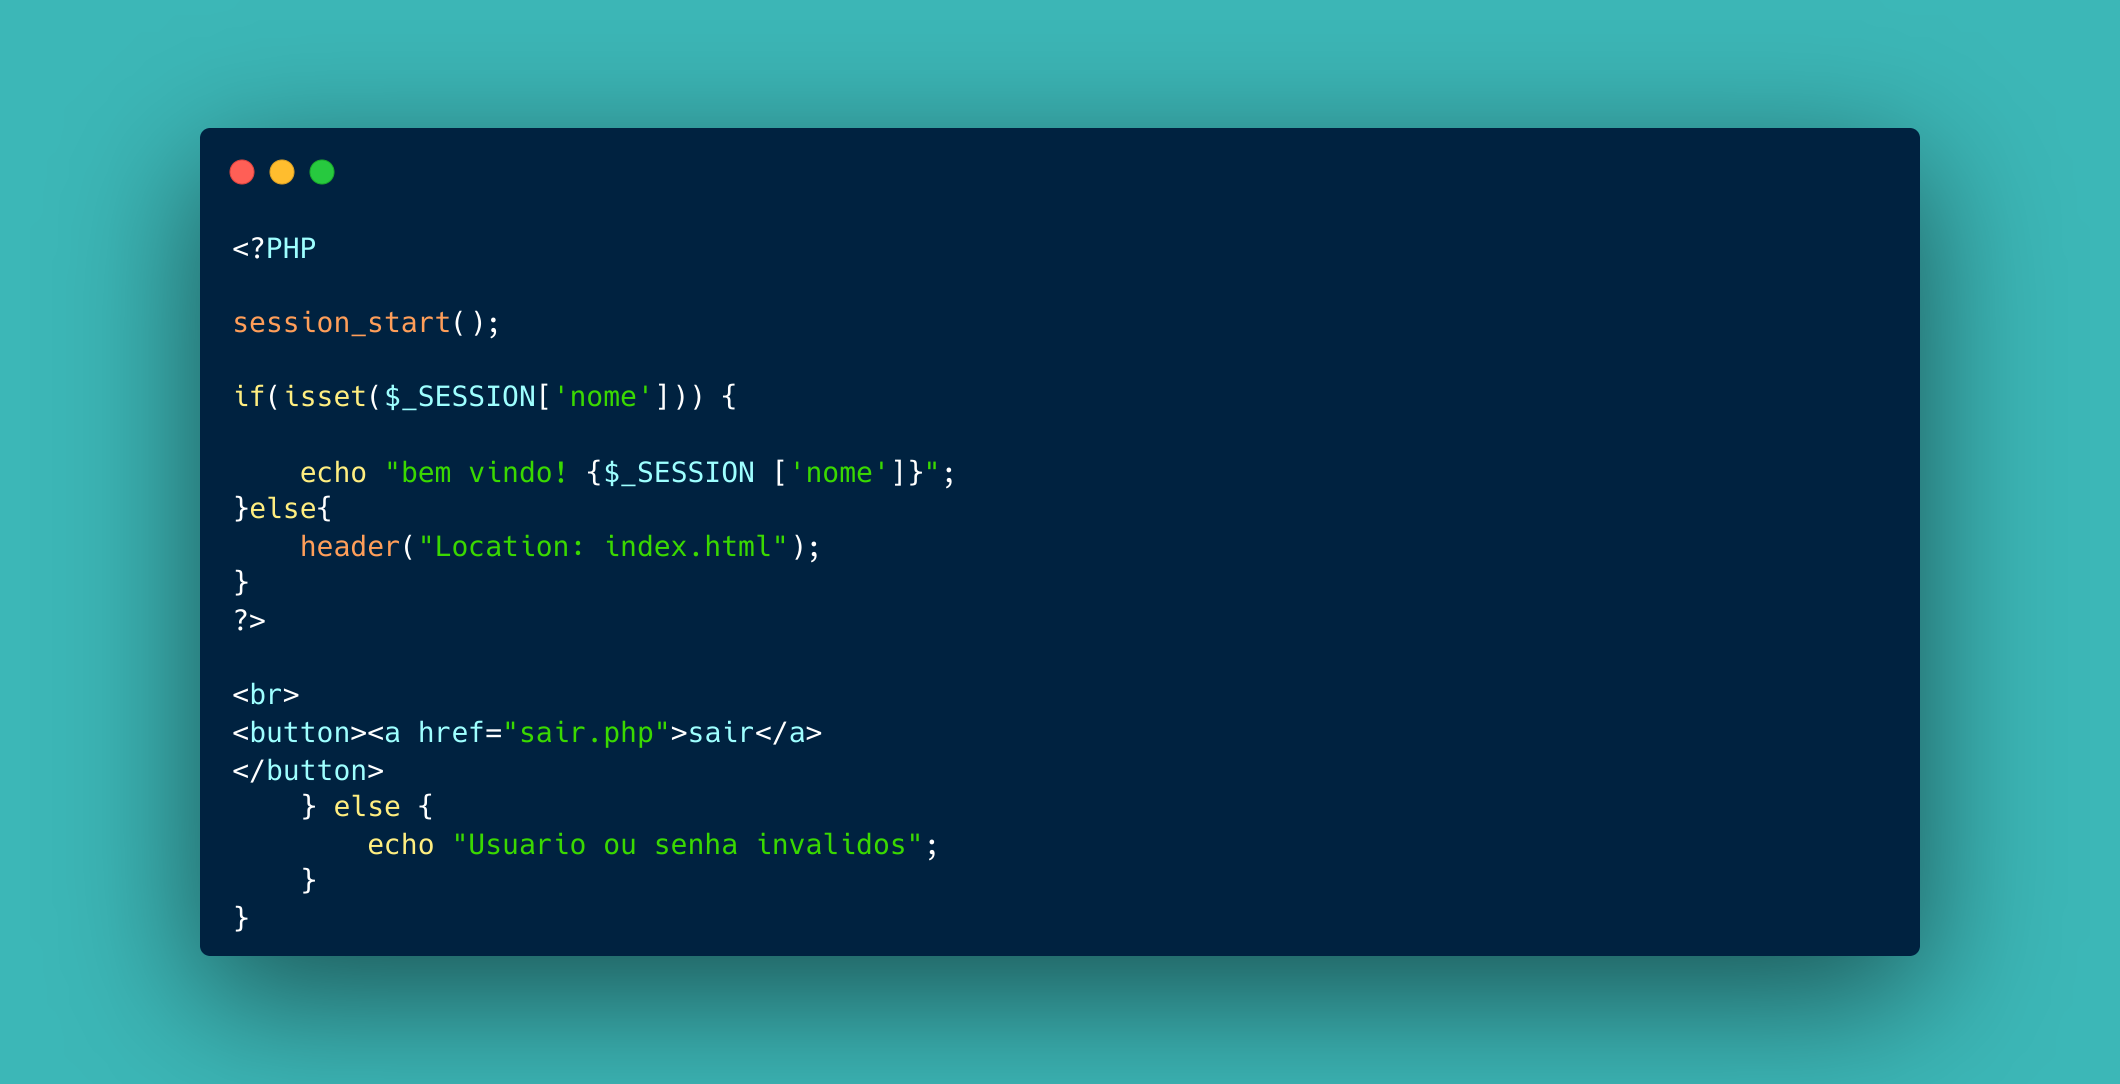 <?PHP

session_start();

if(isset($_SESSION['nome'])) {

    echo "bem vindo! {$_SESSION ['nome']}";
}else{
    header("Location: index.html");
}
?>

<br>
<button><a href="sair.php">sair</a>
</button>
    } else {
        echo "Usuario ou senha invalidos";
    }
}